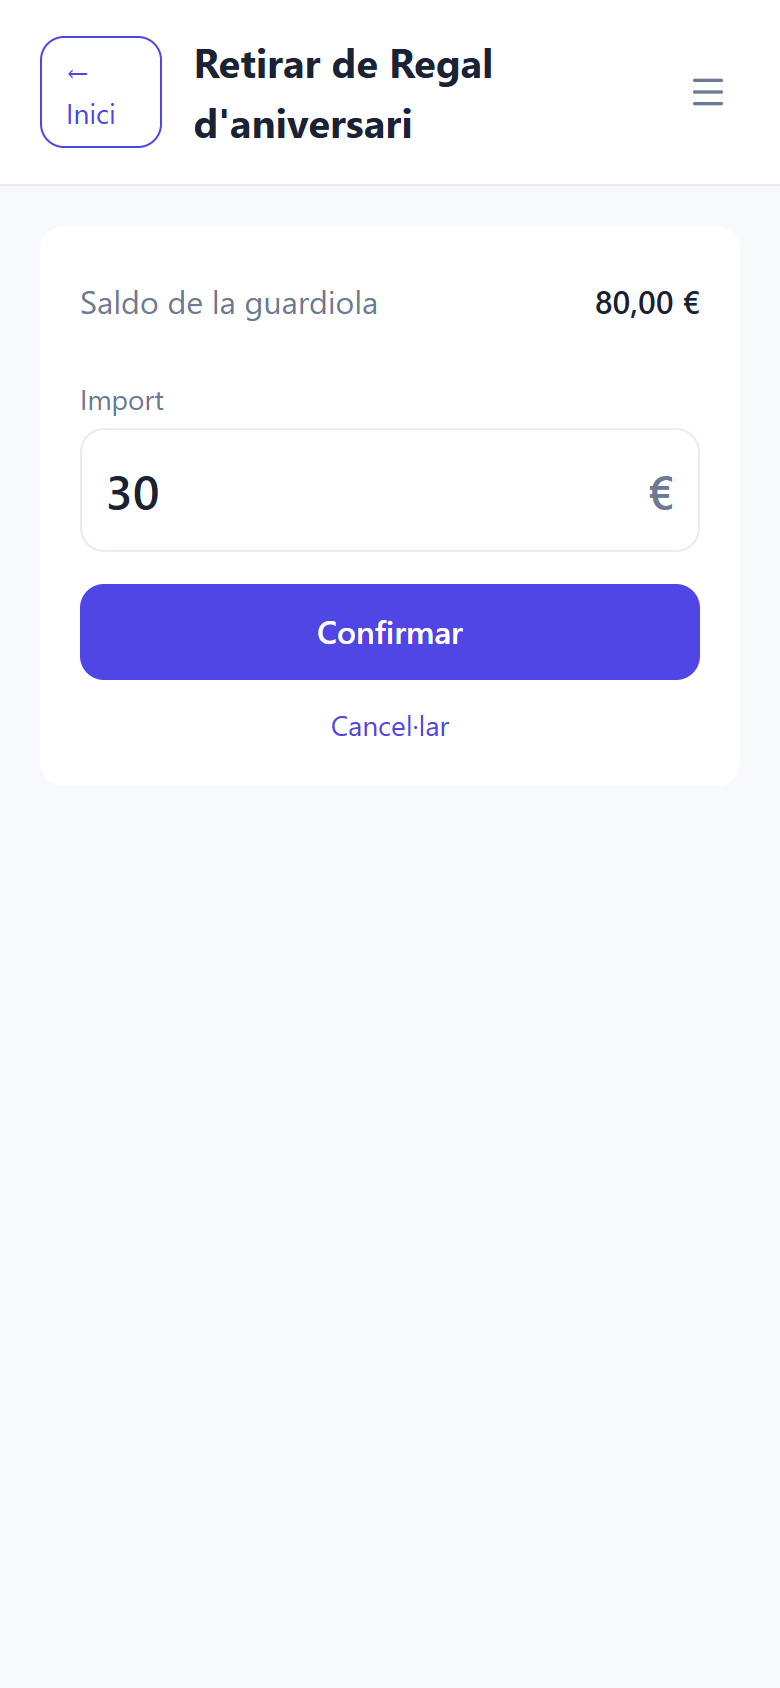 ← Inici
Retirar de Regal
d'aniversari
Saldo de la guardiola 80,00 €
Import
30 €
Confirmar
Cancel·lar